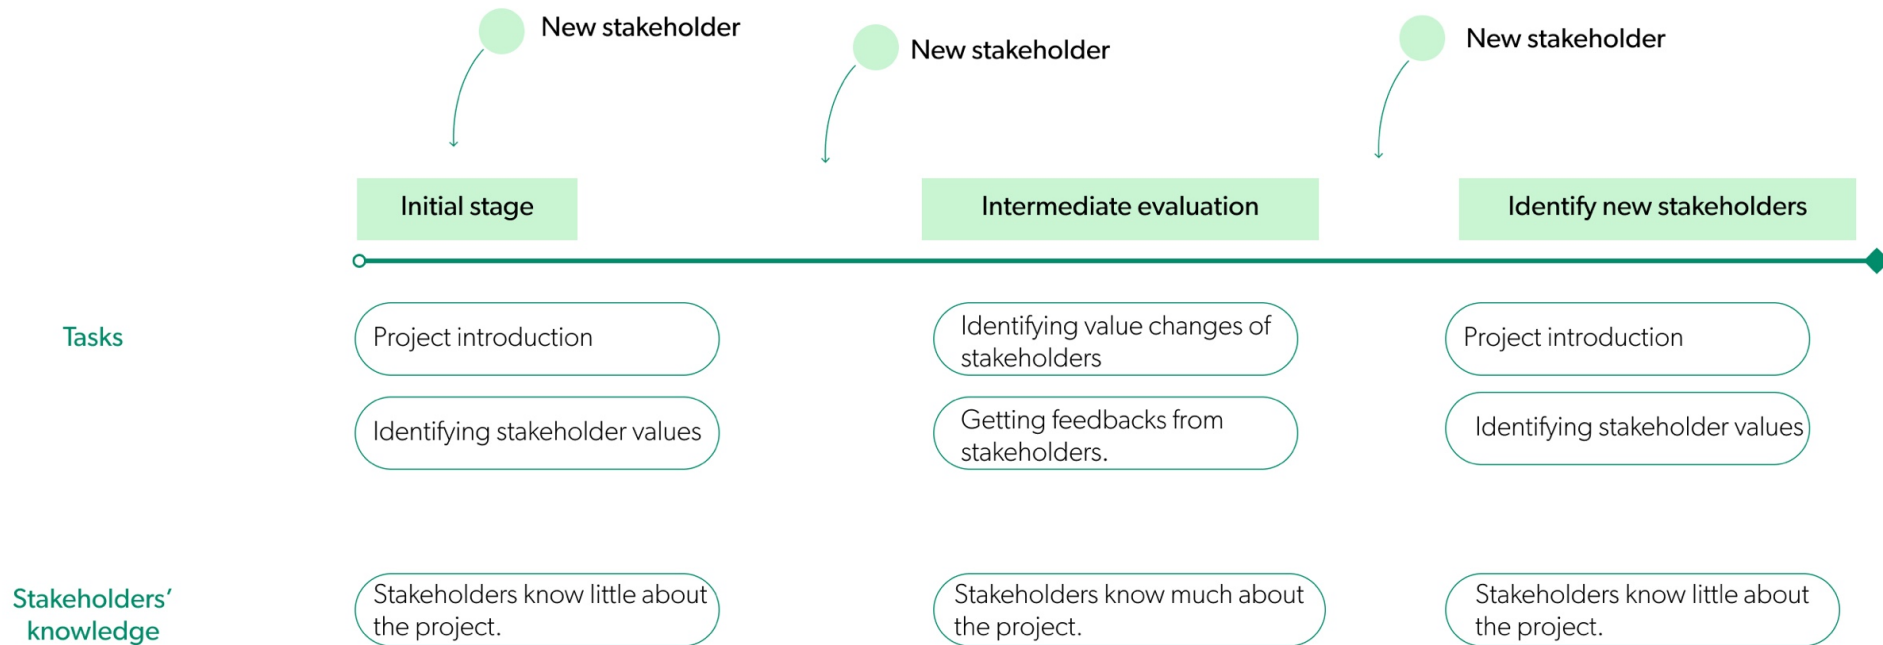 New stakeholder
New stakeholder
New stakeholder
Initial stage
Intermediate evaluation
Identify new stakeholders
Tasks
Project introduction
Identifying value changes of
stakeholders
Project introduction
Identifying stakeholder values
Getting feedbacks from
stakeholders.
Identifying stakeholder values
Stakeholders'
knowledge
Stakeholders know little about
the project.
Stakeholders know much about
the project.
Stakeholders know little about
the project.